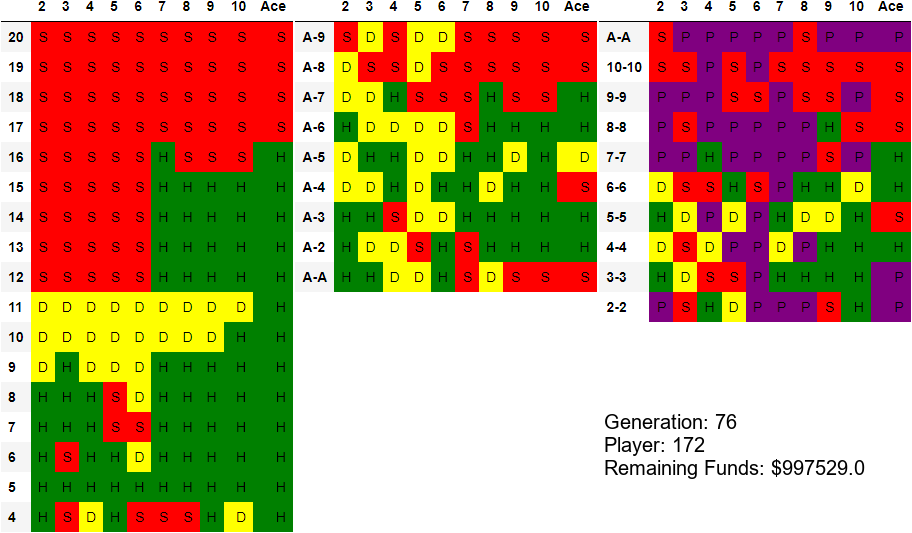 2 3 4 5 6 7 8 9 10 Ace
20 S S S S S S S S S S
19 S S S S S S S S S S
18 S S S S S S S S S S
17 S S S S S S S S S S
16 S S S S S H S S S H
15 S S S S S H H H H H
14 S S S S S H H H H H
13 S S S S S H H H H H
12 S S S S S H H H H H
11 D D D D D D D D D H
10 D D D D D D D D H H
9 D H D D D H H H H H
8 H H H S D H H H H H
7 H H H S S H H H H H
6 H S H H D H H H H H
5 H H H H H H H H H H
4 H S D H S S S H D H
2 3 4 5 6 7 8 9 10 Ace
A-9 S D S D D S S S S S
A-8 D S S D S S S S S S
A-7 D D H S S S H S S H
A-6 H D D D D S H H H H
A-5 D H H D D H H D H D
A-4 D D H D H H D H H S
A-3 H H S D D H H H H H
A-2 H D D S H S H H H H
A-A H H D D H S D S S S
2 3 4 5 6 7 8 9 10 Ace
A-A S P P P P P S P P P
10-10 S S P S P S S S S S
9-9 P P P S S P S S P S
8-8 P S P P P P P H S S
7-7 P P H P P P P S P H
6-6 D S S H S P H H D H
5-5 H D P D P H D D H S
4-4 D S D P P D P H H H
3-3 H D S S P H H H H P
2-2 P S H D P P P S H P
Generation: 76
Player: 172
Remaining Funds: $997529.0